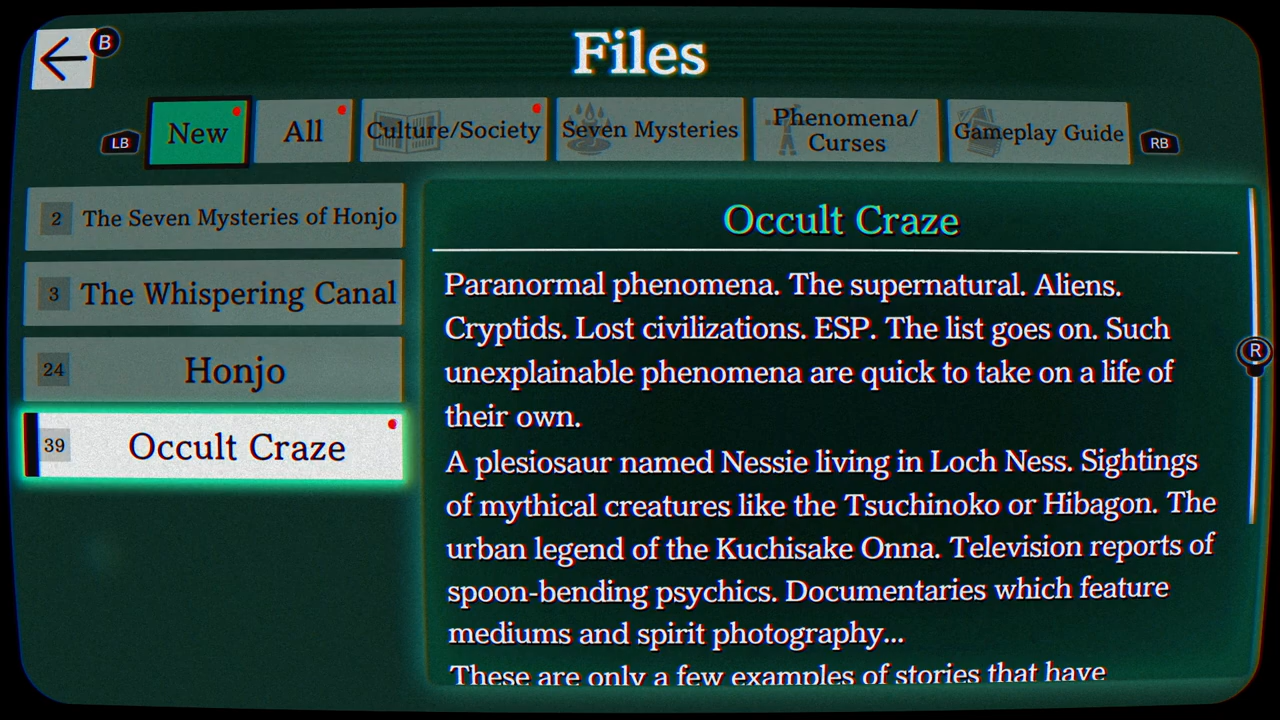 B
Files
LB
New
All
Culture/Society
Seven Mysteries
Phenomena/
Curses
Gameplay Guide
RB
2 The Seven Mysteries of Honjo
3 The Whispering Canal
24 Honjo
39 Occult Craze
Occult Craze
Paranormal phenomena. The supernatural. Aliens.
Cryptids. Lost civilizations. ESP. The list goes on. Such
unexplainable phenomena are quick to take on a life of
their own.
A plesiosaur named Nessie living in Loch Ness. Sightings
of mythical creatures like the Tsuchinoko or Hibagon. The
urban legend of the Kuchisake Onna. Television reports of
spoon-bending psychics. Documentaries which feature
mediums and spirit photography...
These are only a few examples of stories that have
R